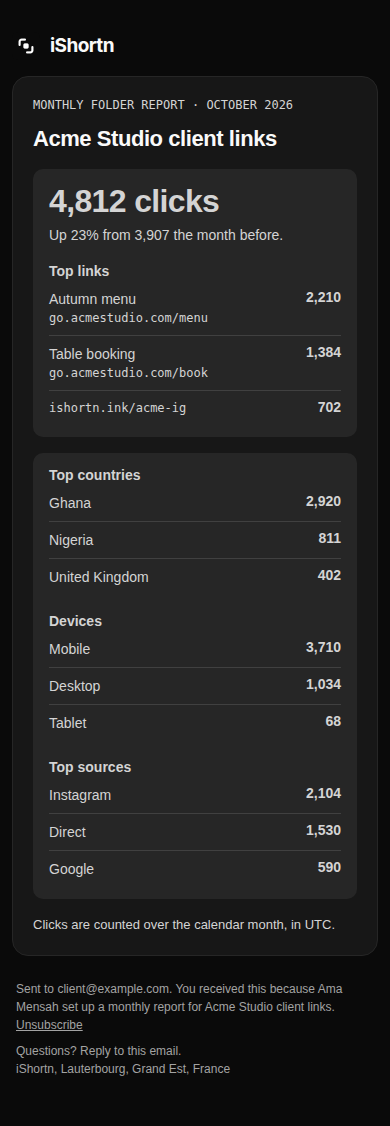 iShortn
MONTHLY FOLDER REPORT · OCTOBER 2026
Acme Studio client links
4,812 clicks
Up 23% from 3,907 the month before.
Top links
Autumn menu 2,210
go.acmestudio.com/menu
Table booking 1,384
go.acmestudio.com/book
ishortn.ink/acme-ig 702
Top countries
Ghana 2,920
Nigeria 811
United Kingdom 402
Devices
Mobile 3,710
Desktop 1,034
Tablet 68
Top sources
Instagram 2,104
Direct 1,530
Google 590
Clicks are counted over the calendar month, in UTC.
Sent to client@example.com. You received this because Ama
Mensah set up a monthly report for Acme Studio client links.
Unsubscribe
Questions? Reply to this email.
iShortn, Lauterbourg, Grand Est, France